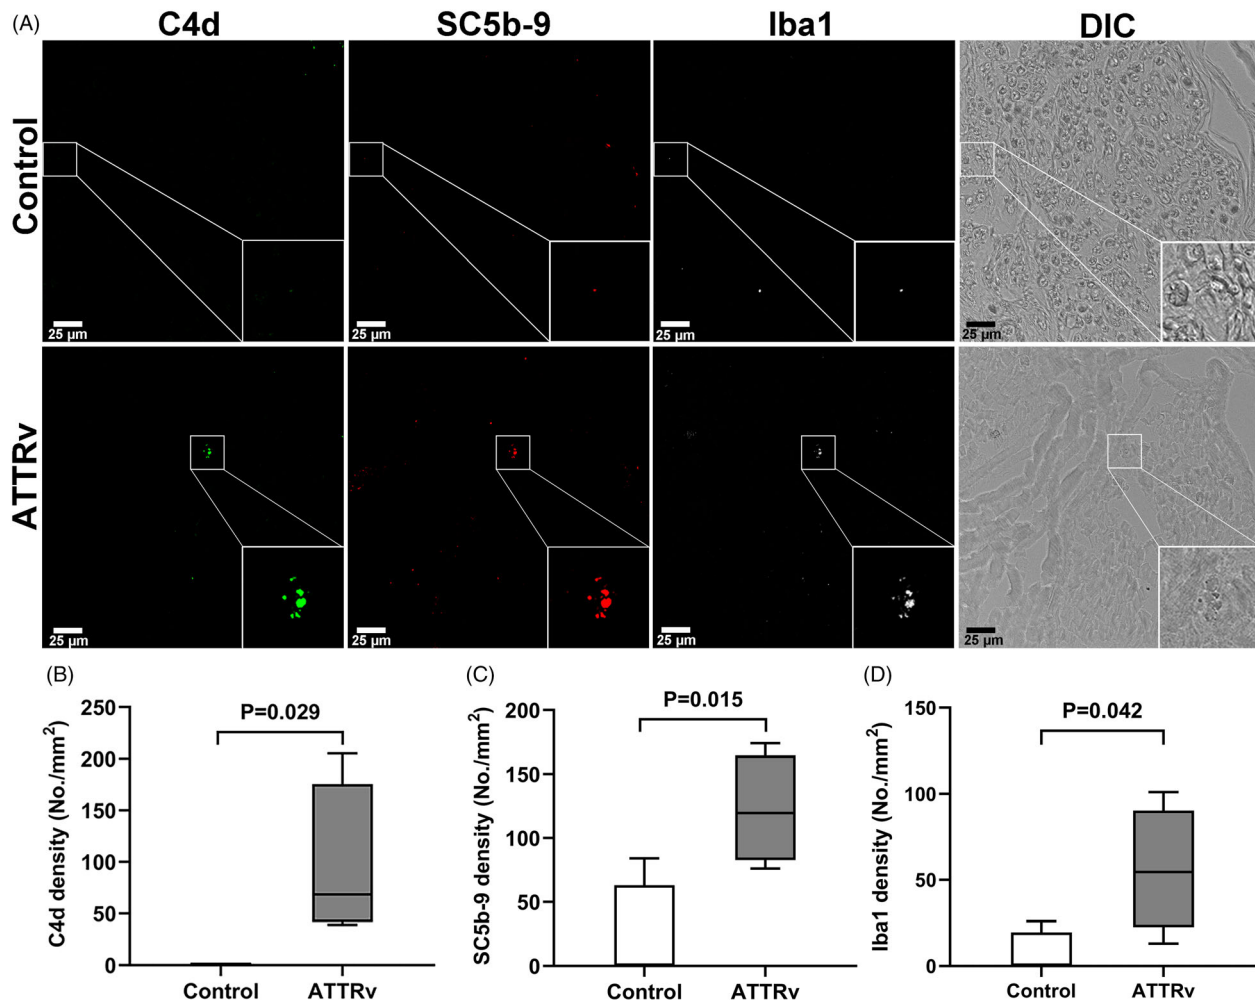 (A) C4d SC5b-9 Iba1 DIC
Control
25 µm 25 µm 25 µm 25 µm
ATTRv
25 µm 25 µm 25 µm 25 µm
(B)
P=0.029
C4d density (No./mm²)
250
200
150
100
50
0
Control ATTRv
(C)
P=0.015
SC5b-9 density (No./mm²)
200
150
100
50
0
Control ATTRv
(D)
P=0.042
Iba1 density (No./mm²)
150
100
50
0
Control ATTRv